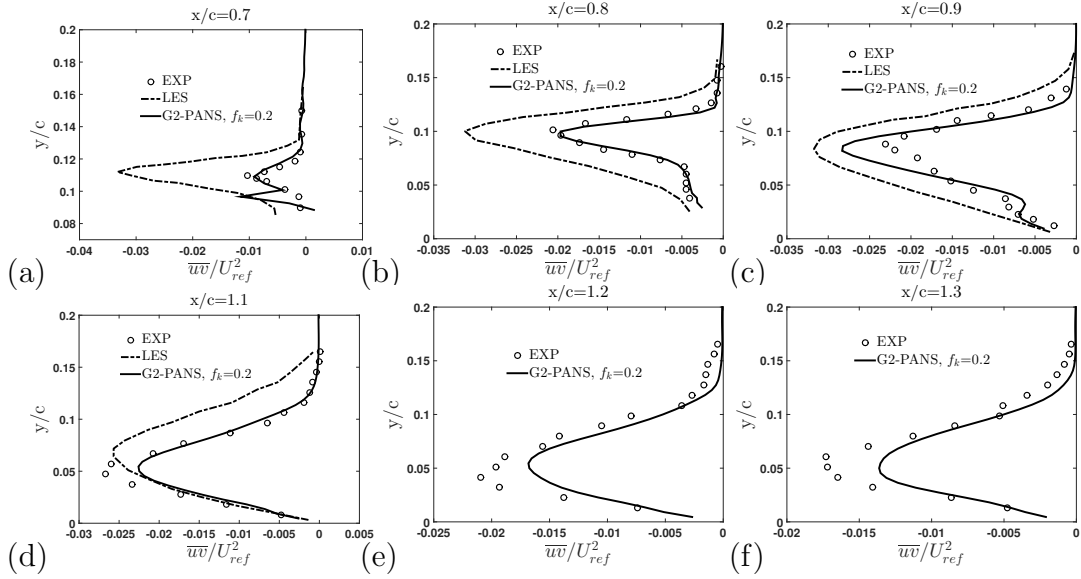 x/c=0.7
0.2
0.18
0.16
0.14
0.12
0.1
0.08
y/c
EXP
LES
G2-PANS, f_k=0.2
-0.04 -0.03 -0.02 -0.01 0 0.01
(a)
\overline{uv}/U_{ref}^2
x/c=0.8
0.2
0.15
0.1
0.05
0
y/c
EXP
LES
G2-PANS, f_k=0.2
-0.035 -0.03 -0.025 -0.02 -0.015 -0.01 -0.005 0
(b)
\overline{uv}/U_{ref}^2
x/c=0.9
0.2
0.15
0.1
0.05
0
y/c
EXP
LES
G2-PANS, f_k=0.2
-0.035 -0.03 -0.025 -0.02 -0.015 -0.01 -0.005 0
(c)
\overline{uv}/U_{ref}^2
x/c=1.1
0.2
0.15
0.1
0.05
0
y/c
EXP
LES
G2-PANS, f_k=0.2
-0.03 -0.025 -0.02 -0.015 -0.01 -0.005 0 0.005
(d)
\overline{uv}/U_{ref}^2
x/c=1.2
0.2
0.15
0.1
0.05
0
y/c
EXP
G2-PANS, f_k=0.2
-0.03 -0.025 -0.02 -0.015 -0.01 -0.005 0
(e)
\overline{uv}/U_{ref}^2
x/c=1.3
0.2
0.15
0.1
0.05
0
y/c
EXP
G2-PANS, f_k=0.2
-0.02 -0.015 -0.01 -0.005 0
(f)
\overline{uv}/U_{ref}^2